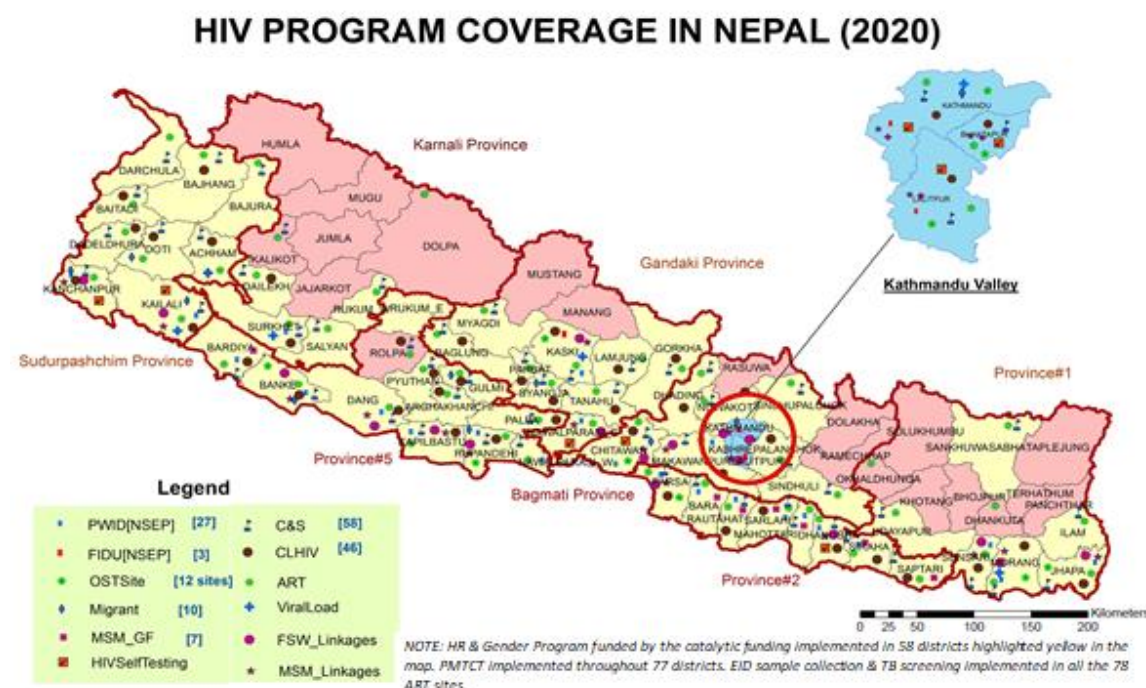 HIV PROGRAM COVERAGE IN NEPAL (2020)
Karnali Province
HUMLA
DARCHULA
BAJHANG
MUGU
BAITADI
BAJURA
JUMLA
DOLPA
DOTI
ACHHAM
KALIKOT
MUSTANG
Gandaki Province
KATHMANDU
LALITPUR
Kathmandu Valley
KANCHANPUR
DAILEKH
JAJARKOT
MANANG
KAILALI
RUKUM_E
MYAGDI
SURKHET
SALYAN
KASKI
LAMJUNG
GORKHA
Sudurpashchim Province
BARDIYA
ROLPA
BAGLUNG
PARBAT
RASUWA
Province#1
BANKE
PYUTHAN
GULMI
SYANGJA
TANAHU
DHADING
DOLAKHA
SOLUKHUMBU
DANG
ARGHAKHANCHI
KATHMANDU
RAMECHHAP
KAPILBASTU
CHITAWAN
OKHALDHUNGA
Province#5
RUPANDEHI
SINDHULI
KHOTANG
BHOJPUR
TERHATHUM
PANCHTHAR
Bagmati Province
BARA
DHANKUTA
RAUTAHAT
SARLAHI
UDAYAPUR
ILAM
MORANG
JHAPA
SAPTARI
Province#2
Legend
PWID[NSEP] [27]
C&S [58]
FIDU[NSEP] [3]
CLHIV [46]
OSTSite [12 sites]
ART
Migrant [10]
ViralLoad
MSM_GF [7]
FSW_Linkages
HIVSelfTesting
MSM_Linkages
Kilometers
0 25 50 100 150 200
NOTE: HR & Gender Program funded by the catalytic funding implemented in 58 districts highlighted yellow in the
map. PMTCT implemented throughout 77 districts. EID sample collection & TB screening implemented in all the 78
ART sites